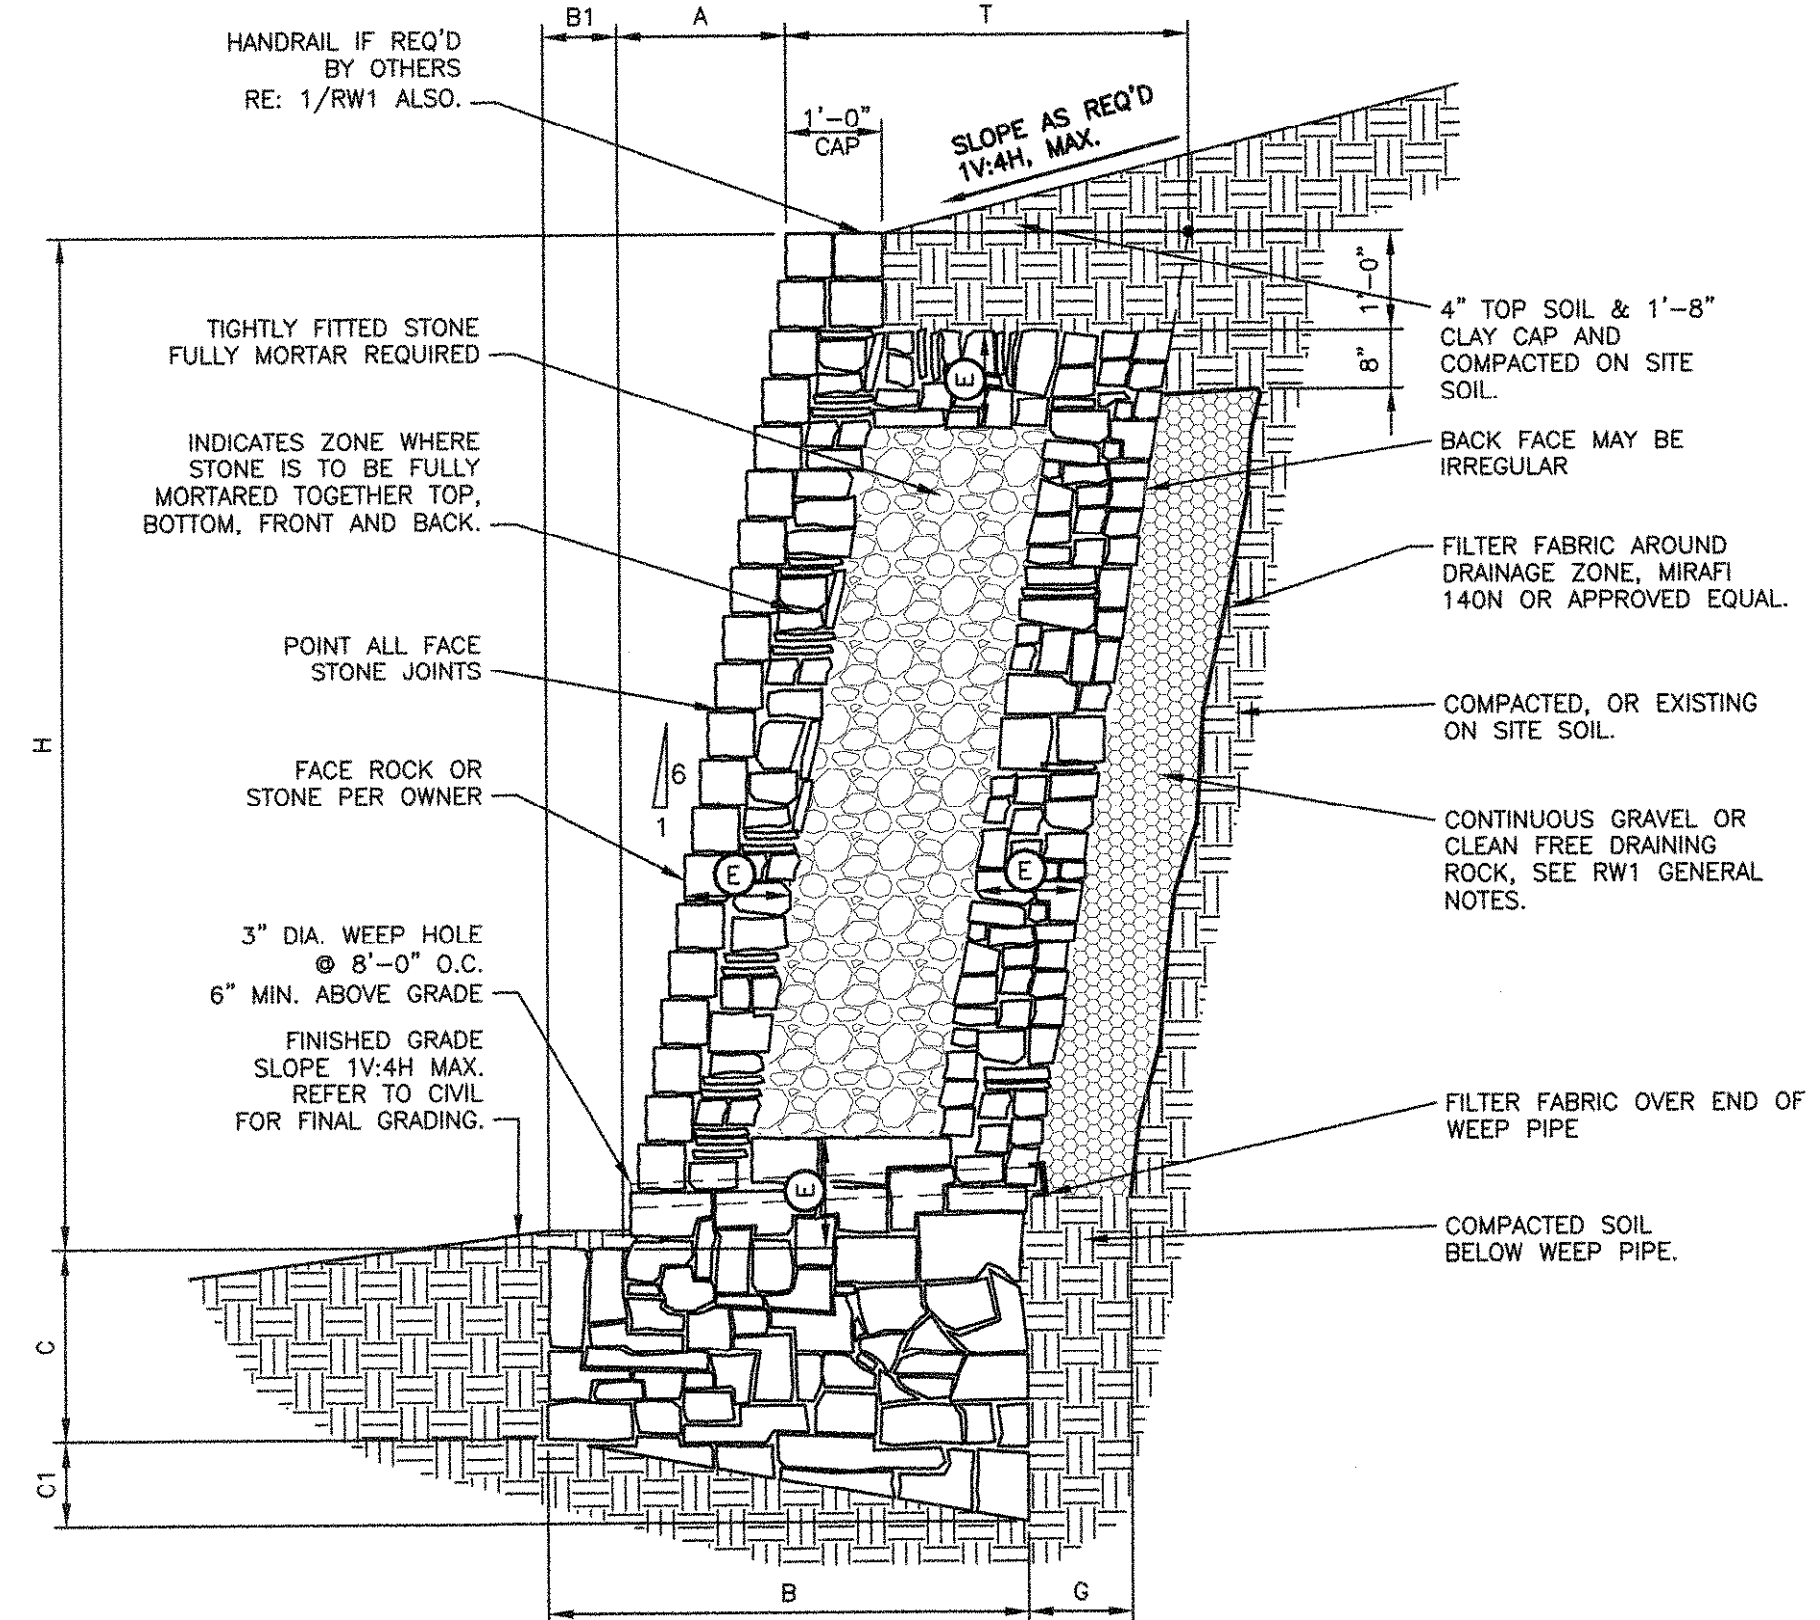 B1
A
T
HANDRAIL IF REQ'D
BY OTHERS
RE: 1/RW1 ALSO.
1'-0"
CAP
SLOPE AS REQ'D
1V:4H, MAX.
1'-0"
8"
4" TOP SOIL & 1'-8"
CLAY CAP AND
COMPACTED ON SITE
SOIL.
TIGHTLY FITTED STONE
FULLY MORTAR REQUIRED
E
INDICATES ZONE WHERE
STONE IS TO BE FULLY
MORTARED TOGETHER TOP,
BOTTOM, FRONT AND BACK.
BACK FACE MAY BE
IRREGULAR
FILTER FABRIC AROUND
DRAINAGE ZONE, MIRAFI
140N OR APPROVED EQUAL.
POINT ALL FACE
STONE JOINTS
COMPACTED, OR EXISTING
ON SITE SOIL.
H
6
1
FACE ROCK OR
STONE PER OWNER
E
E
CONTINUOUS GRAVEL OR
CLEAN FREE DRAINING
ROCK, SEE RW1 GENERAL
NOTES.
3" DIA. WEEP HOLE
@ 8'-0" O.C.
6" MIN. ABOVE GRADE
FINISHED GRADE
SLOPE 1V:4H MAX.
REFER TO CIVIL
FOR FINAL GRADING.
FILTER FABRIC OVER END OF
WEEP PIPE
E
COMPACTED SOIL
BELOW WEEP PIPE.
C
C1
B
G